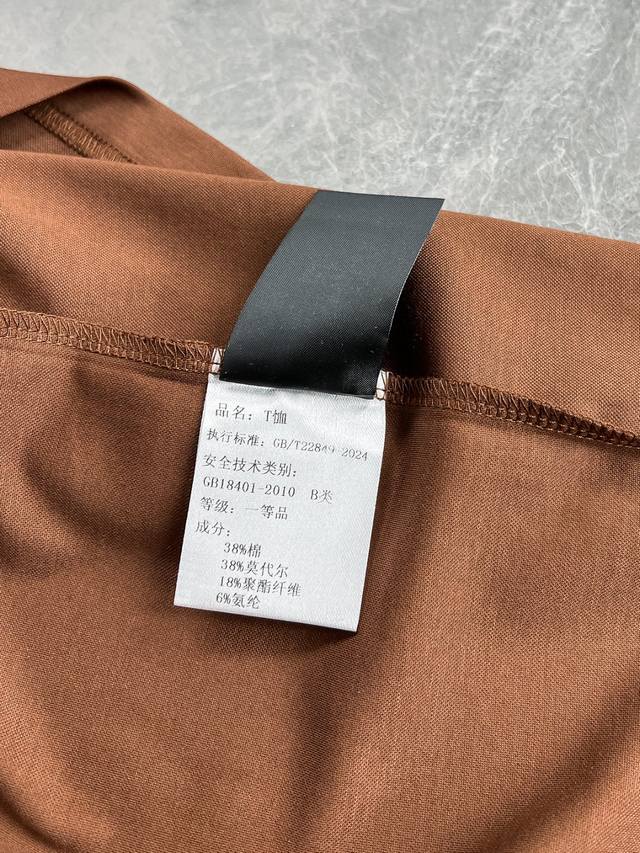 品名：T恤
执行标准：GB/T22849-2024
安全技术类别：
GB18401-2010 B类
等级：一等品
成分：
38%棉
38%莫代尔
18%聚酯纤维
6%氨纶